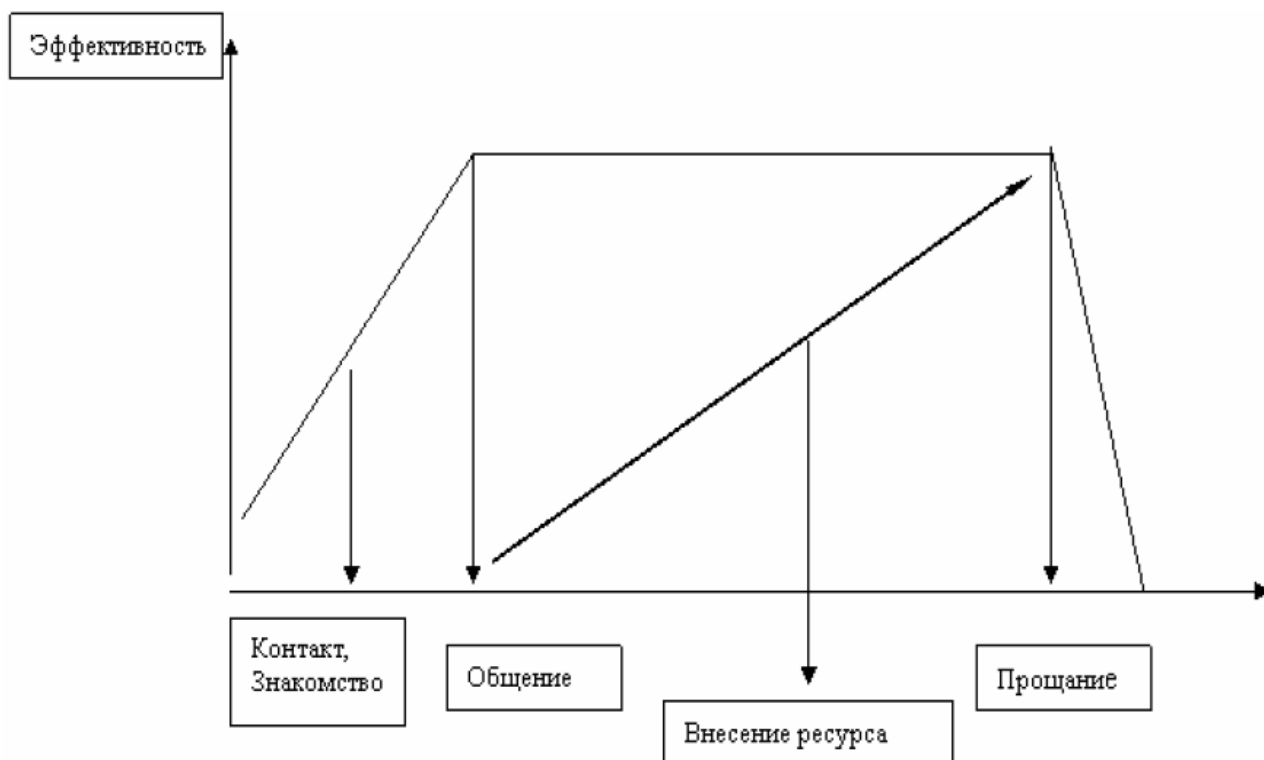 Эффективность
Контакт,
Знакомство
Общение
Прощание
Внесение ресурса